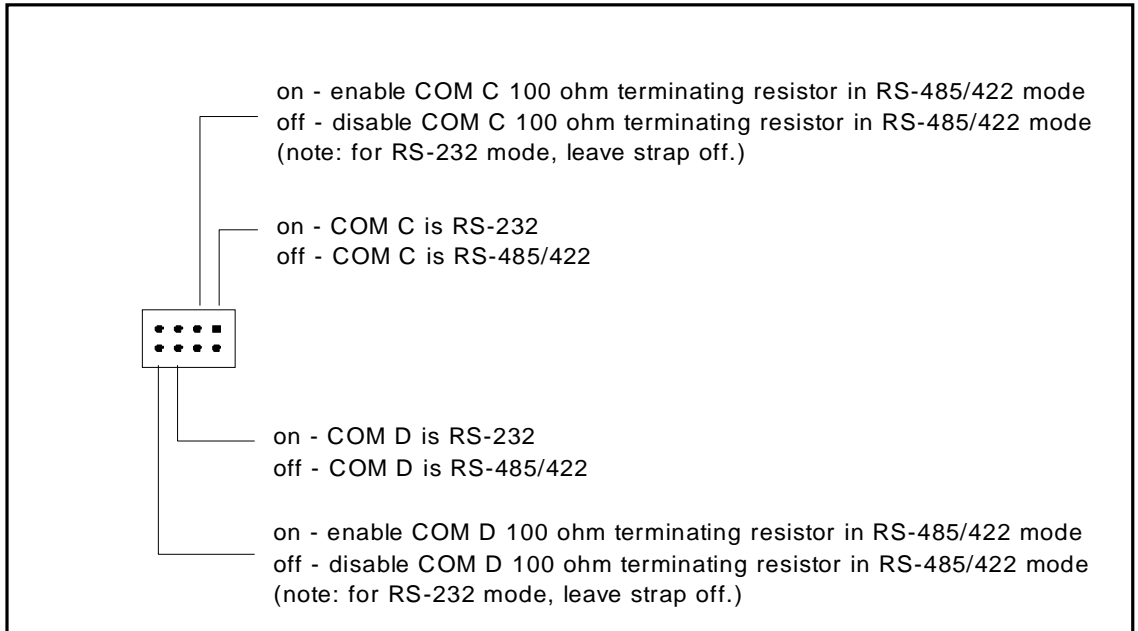 on - enable COM C 100 ohm terminating resistor in RS-485/422 mode
off - disable COM C 100 ohm terminating resistor in RS-485/422 mode
(note: for RS-232 mode, leave strap off.)
on - COM C is RS-232
off - COM C is RS-485/422
on - COM D is RS-232
off - COM D is RS-485/422
on - enable COM D 100 ohm terminating resistor in RS-485/422 mode
off - disable COM D 100 ohm terminating resistor in RS-485/422 mode
(note: for RS-232 mode, leave strap off.)